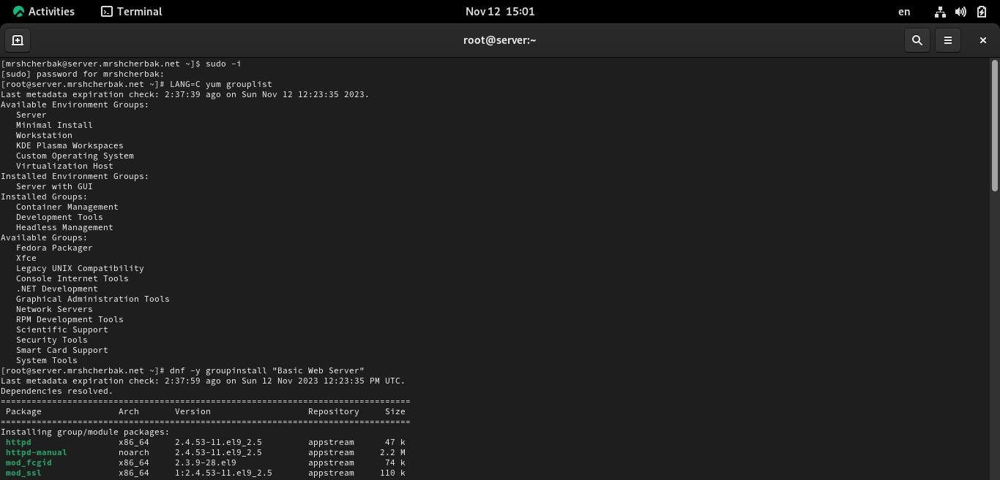 Activities Terminal Nov 12 15:01 en
root@server:~
[mrshcherbak@server.mrshcherbak.net ~]$ sudo -i
[sudo] password for mrshcherbak:
[root@server.mrshcherbak.net ~]# LANG=C yum grouplist
Last metadata expiration check: 2:37:39 ago on Sun Nov 12 12:23:35 2023.
Available Environment Groups:
   Server
   Minimal Install
   Workstation
   KDE Plasma Workspaces
   Custom Operating System
   Virtualization Host
Installed Environment Groups:
   Server with GUI
Installed Groups:
   Container Management
   Development Tools
   Headless Management
Available Groups:
   Fedora Packager
   Xfce
   Legacy UNIX Compatibility
   Console Internet Tools
   .NET Development
   Graphical Administration Tools
   Network Servers
   RPM Development Tools
   Scientific Support
   Security Tools
   Smart Card Support
   System Tools
[root@server.mrshcherbak.net ~]# dnf -y groupinstall "Basic Web Server"
Last metadata expiration check: 2:37:59 ago on Sun 12 Nov 2023 12:23:35 PM UTC.
Dependencies resolved.
================================================================================
 Package               Arch       Version                   Repository     Size
================================================================================
Installing group/module packages:
 httpd                 x86_64     2.4.53-11.el9_2.5         appstream      47 k
 httpd-manual          noarch     2.4.53-11.el9_2.5         appstream     2.2 M
 mod_fcgid             x86_64     2.3.9-28.el9              appstream      74 k
 mod_ssl               x86_64     1:2.4.53-11.el9_2.5       appstream     110 k